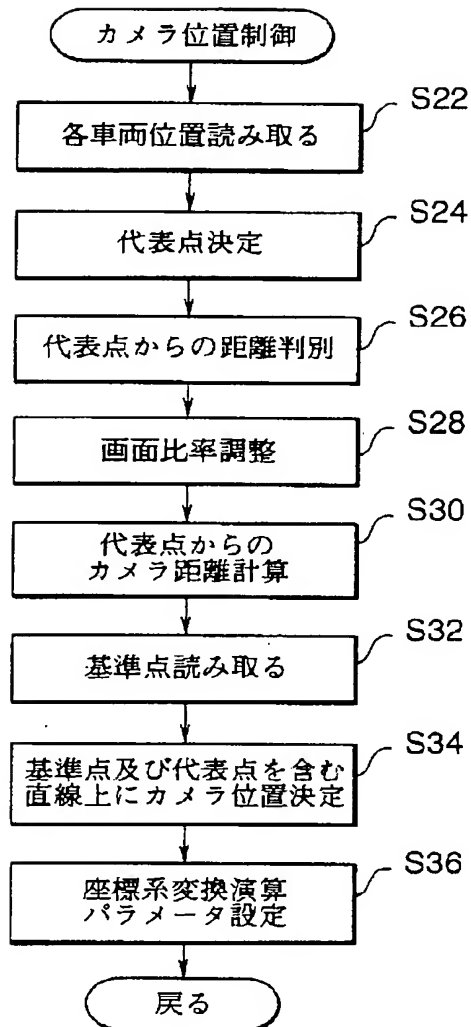 カメラ位置制御
S22
各車両位置読み取る
S24
代表点決定
S26
代表点からの距離判別
S28
画面比率調整
S30
代表点からの
カメラ距離計算
S32
基準点読み取る
S34
基準点及び代表点を含む
直線上にカメラ位置決定
S36
座標系変換演算
パラメータ設定
戻る